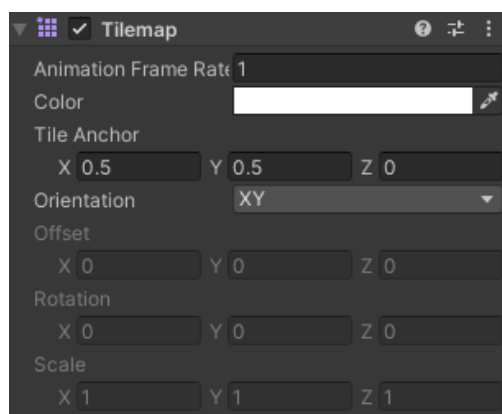 Tilemap
Animation Frame Rate 1
Color
Tile Anchor
X 0.5 Y 0.5 Z 0
Orientation XY
Offset
X 0 Y 0 Z 0
Rotation
X 0 Y 0 Z 0
Scale
X 1 Y 1 Z 1